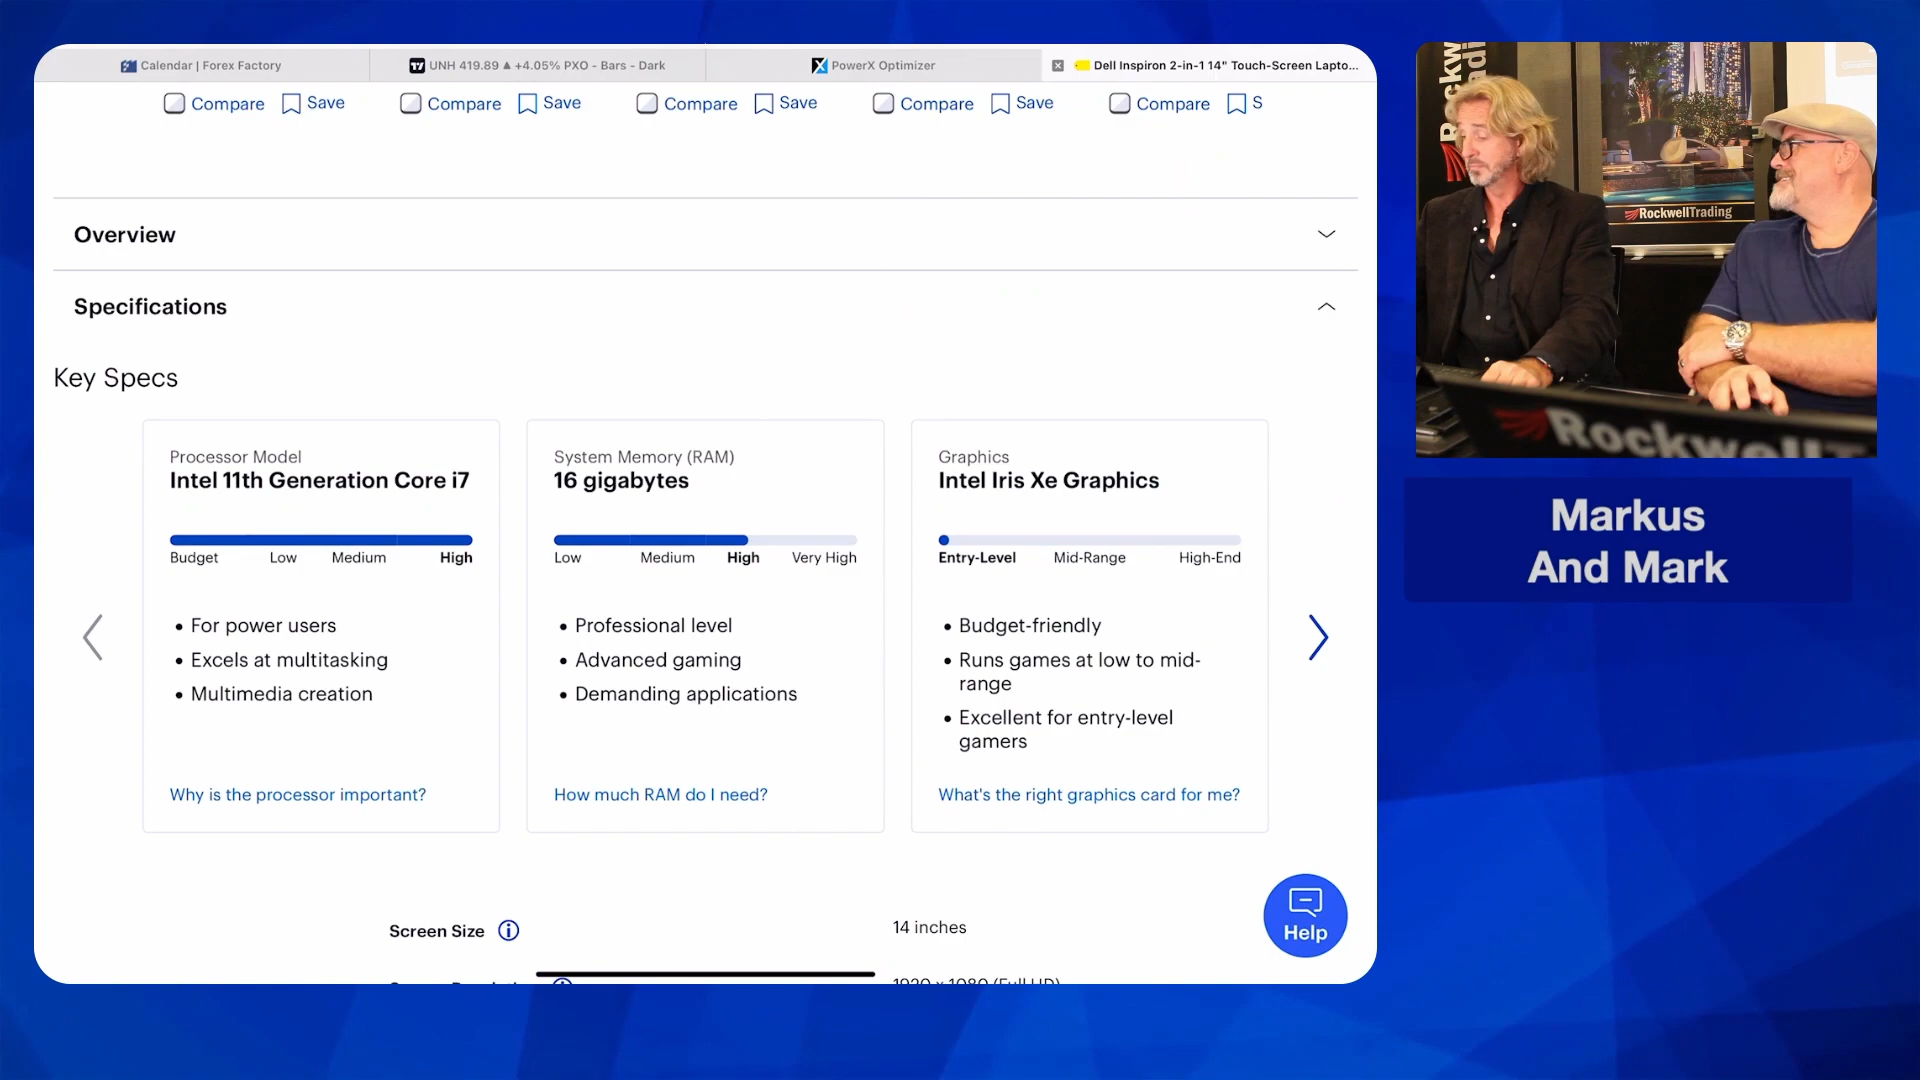 Calendar | Forex Factory
UNH 419.89 ▲ +4.05% PXO - Bars - Dark
PowerX Optimizer
Dell Inspiron 2-in-1 14" Touch-Screen Lapto...
Compare Save Compare Save Compare Save Compare Save Compare S
Overview
Specifications
Key Specs
Processor Model
Intel 11th Generation Core i7
Budget Low Medium High
• For power users
• Excels at multitasking
• Multimedia creation
Why is the processor important?
System Memory (RAM)
16 gigabytes
Low Medium High Very High
• Professional level
• Advanced gaming
• Demanding applications
How much RAM do I need?
Graphics
Intel Iris Xe Graphics
Entry-Level Mid-Range High-End
• Budget-friendly
• Runs games at low to mid-
range
• Excellent for entry-level
gamers
What's the right graphics card for me?
Screen Size 14 inches
1920 x 1080 (Full HD)
Help
RockwellTrading
RockwellT
Markus
And Mark